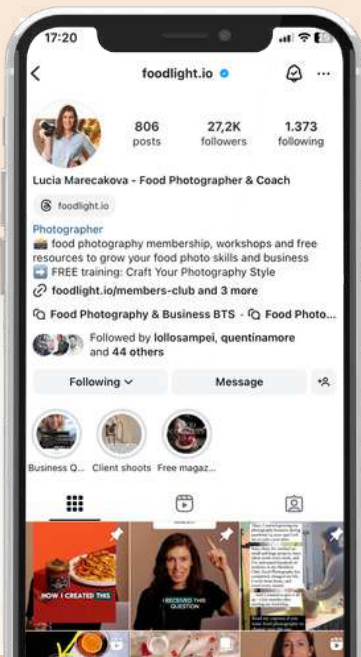 17:20
foodlight.io
806
27,2K
1.373
posts
followers
following
Lucia Marecakova - Food Photographer & Coach
foodlight.io
Photographer
food photography membership, workshops and free
resources to grow your food photo skills and business
FREE training: Craft Your Photography Style
foodlight.io/members-club and 3 more
Food Photography & Business BTS · Food Photo...
Followed by lollosampei, quentinamore
and 44 others
Following
Message
Business Q...
Client shoots
Free magaz...
HOW I CREATED THIS
I RECEIVED THIS
QUESTION